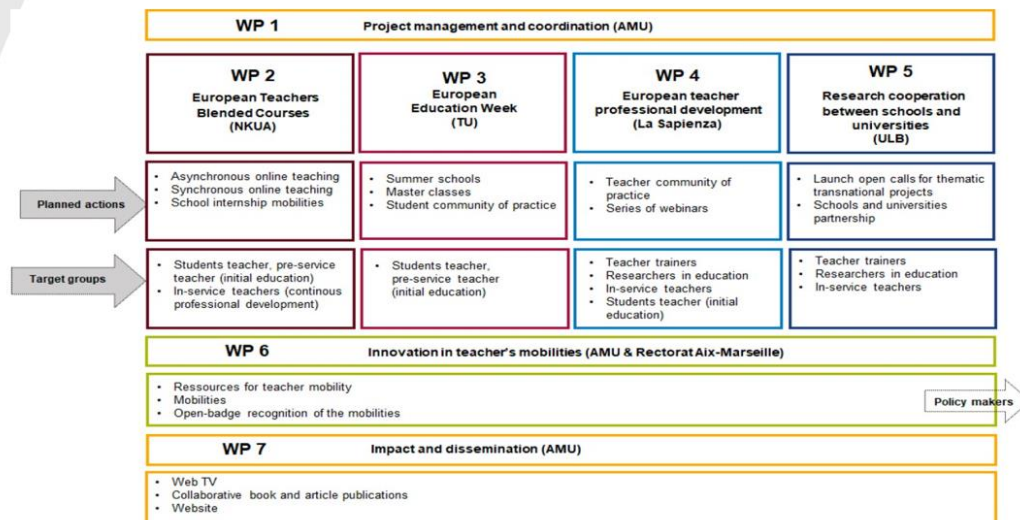 WP 1
Project management and coordination (AMU)
WP 2
European Teachers
Blended Courses
(NKUA)
WP 3
European
Education Week
(TU)
WP 4
European teacher
professional development
(La Sapienza)
WP 5
Research cooperation
between schools and
universities
(ULB)
Planned actions
• Asynchronous online teaching
• Synchronous online teaching
• School internship mobilities
• Summer schools
• Master classes
• Student community of practice
• Teacher community of
practice
• Series of webinars
• Launch open calls for thematic
transnational projects
• Schools and universities
partnership
Target groups
• Students teacher, pre-service
teacher (initial education)
• In-service teachers (continous
professional development)
• Students teacher,
pre-service teacher
(initial education)
• Teacher trainers
• Researchers in education
• In-service teachers
• Students teacher (initial
education)
• Teacher trainers
• Researchers in education
• In-service teachers
WP 6
Innovation in teacher's mobilities (AMU & Rectorat Aix-Marseille)
• Ressources for teacher mobility
• Mobilities
• Open-badge recognition of the mobilities
Policy makers
WP 7
Impact and dissemination (AMU)
• Web TV
• Collaborative book and article publications
• Website